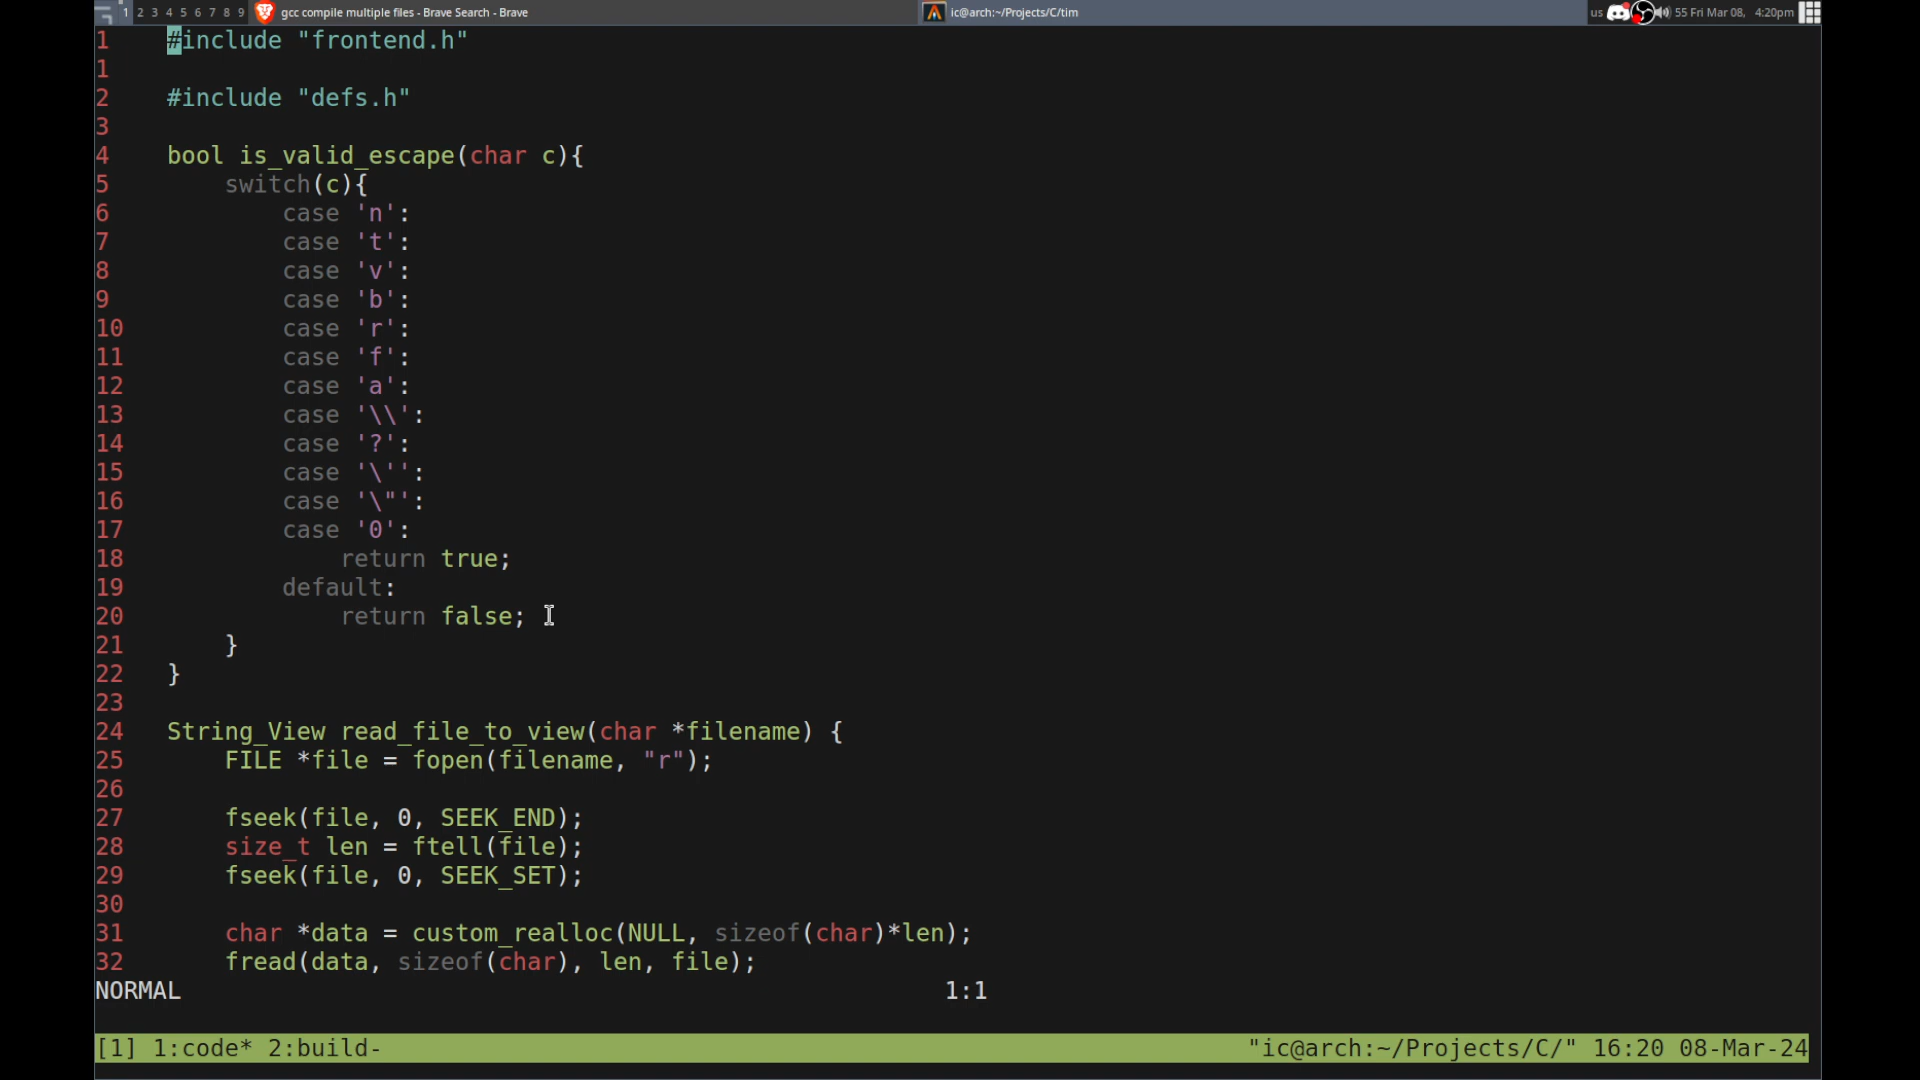 1 2 3 4 5 6 7 8 9 gcc compile multiple files - Brave Search - Brave ic@arch:~/Projects/C/tim us 55 Fri Mar 08, 4:20pm
1 #include "frontend.h"
1
2 #include "defs.h"
3
4 bool is_valid_escape(char c){
5 switch(c){
6 case 'n':
7 case 't':
8 case 'v':
9 case 'b':
10 case 'r':
11 case 'f':
12 case 'a':
13 case '\\':
14 case '?':
15 case '\'':
16 case '\"':
17 case '0':
18 return true;
19 default:
20 return false;
21 }
22 }
23
24 String_View read_file_to_view(char *filename) {
25 FILE *file = fopen(filename, "r");
26
27 fseek(file, 0, SEEK_END);
28 size_t len = ftell(file);
29 fseek(file, 0, SEEK_SET);
30
31 char *data = custom_realloc(NULL, sizeof(char)*len);
32 fread(data, sizeof(char), len, file);
NORMAL 1:1
[1] 1:code* 2:build- "ic@arch:~/Projects/C/" 16:20 08-Mar-24